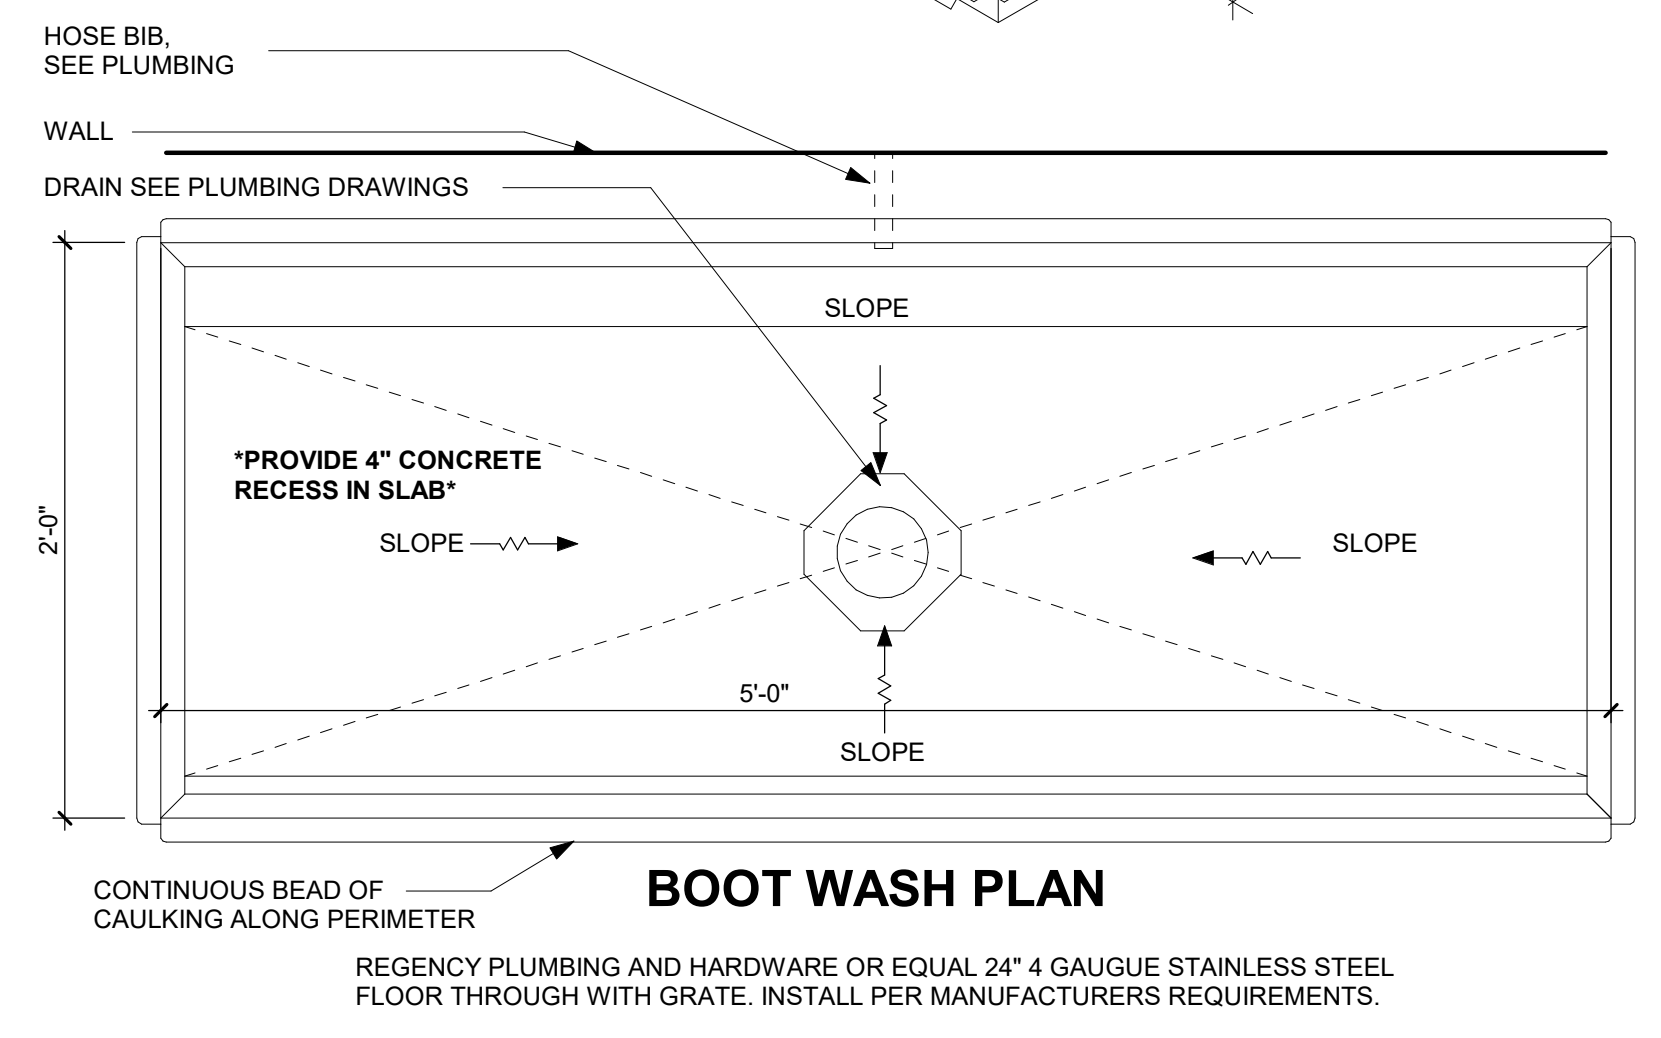 HOSE BIB,
SEE PLUMBING
WALL
DRAIN SEE PLUMBING DRAWINGS
SLOPE
*PROVIDE 4" CONCRETE
RECESS IN SLAB*
SLOPE
SLOPE
2'-0"
5'-0"
SLOPE
CONTINUOUS BEAD OF
CAULKING ALONG PERIMETER
BOOT WASH PLAN
REGENCY PLUMBING AND HARDWARE OR EQUAL 24" 4 GAUGUE STAINLESS STEEL
FLOOR THROUGH WITH GRATE. INSTALL PER MANUFACTURERS REQUIREMENTS.